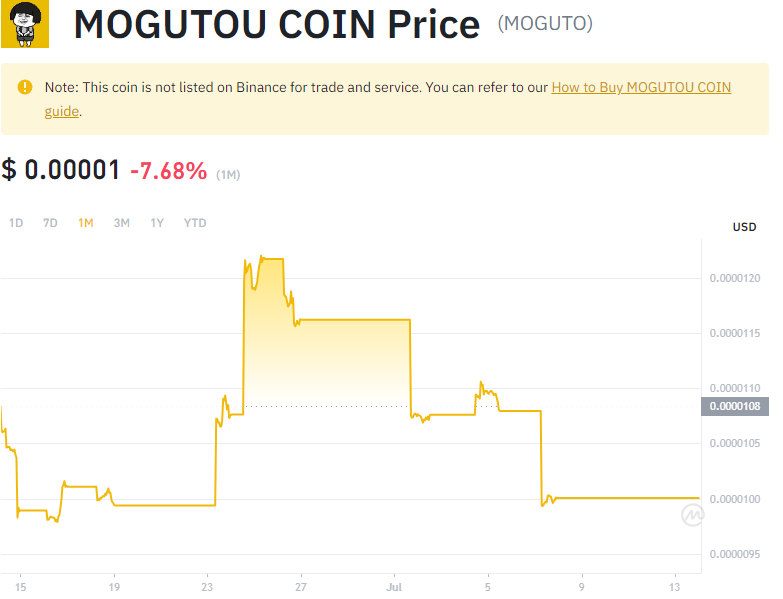 MOGUTOU COIN Price (MOGUTO)
Note: This coin is not listed on Binance for trade and service. You can refer to our How to Buy MOGUTOU COIN
guide.
$ 0.00001 -7.68% (1M)
1D 7D 1M 3M 1Y YTD
USD
0.0000120
0.0000115
0.0000110
0.0000108
0.0000105
0.0000100
0.0000095
15 19 23 27 Jul 5 9 13